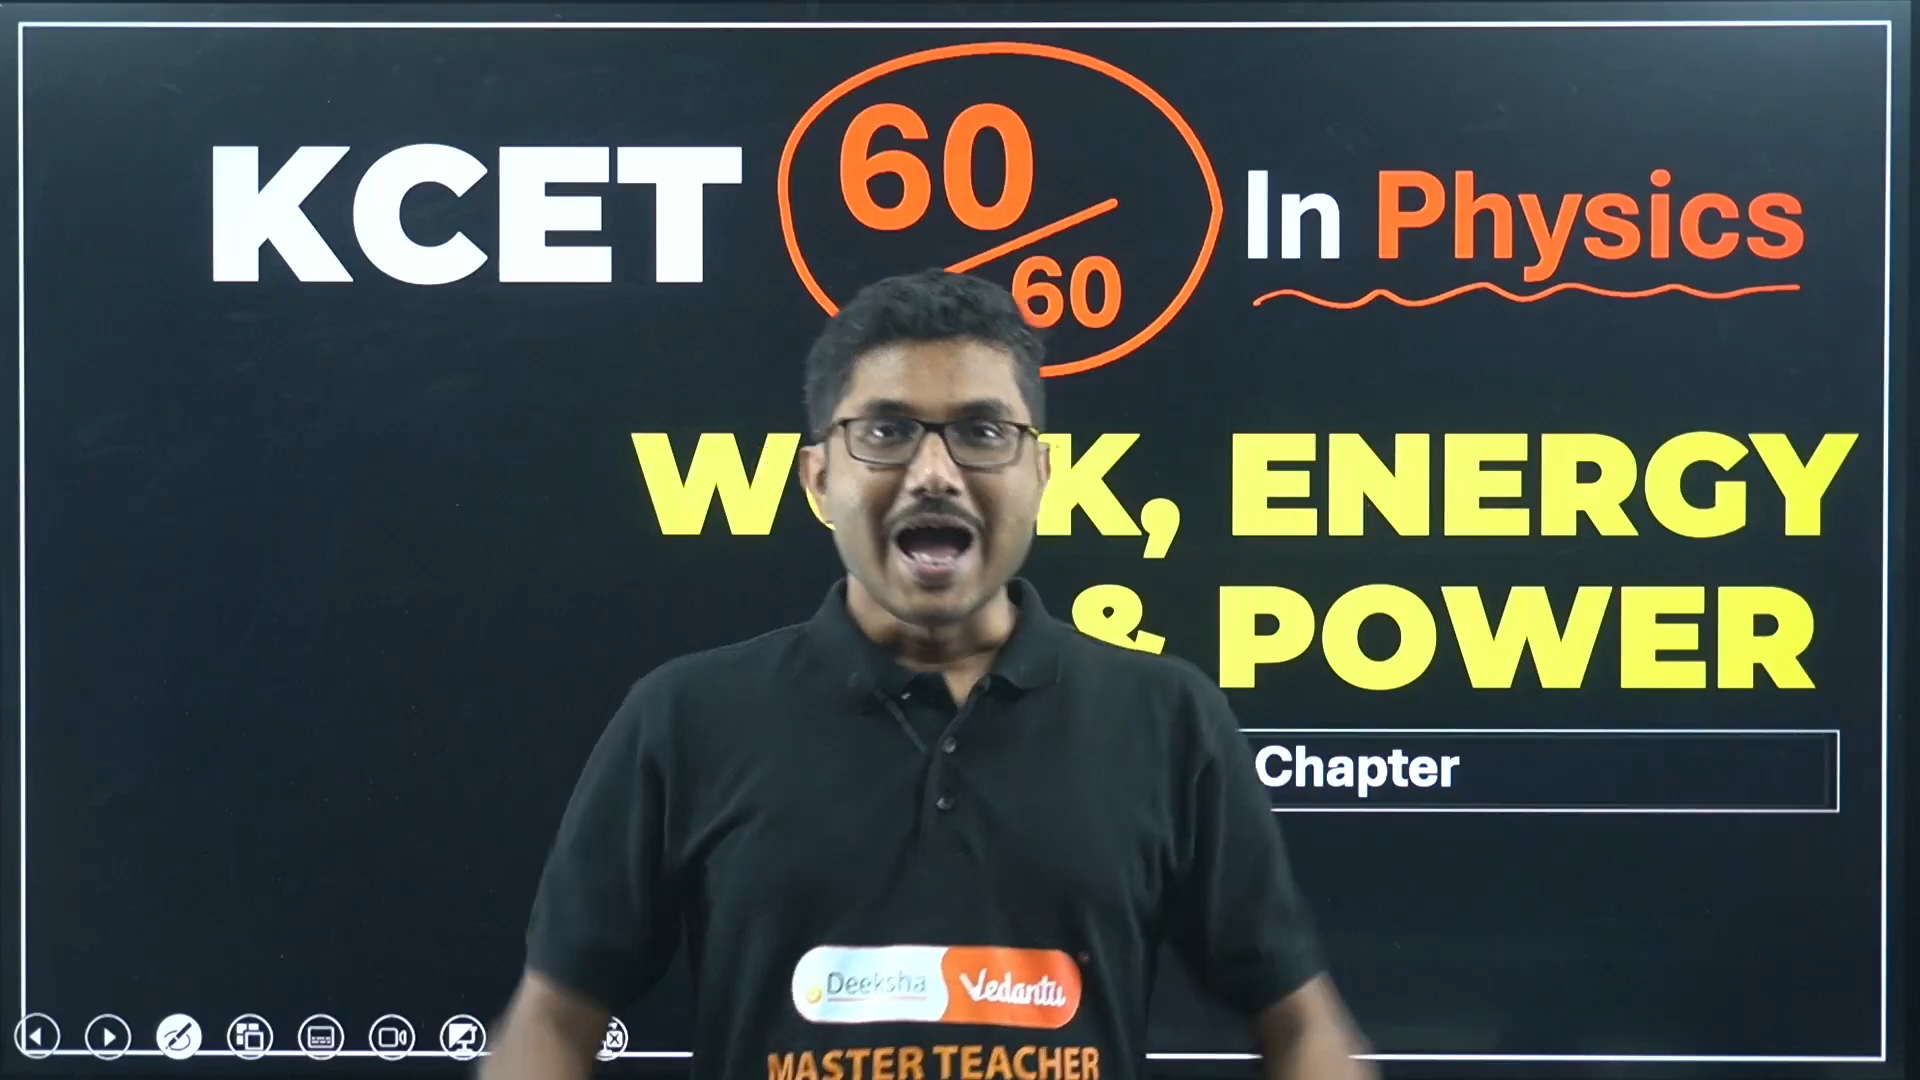 KCET 60/60 In Physics
ENERGY
& POWER
Chapter
Deeksha Vedantu
MASTER TEACHER